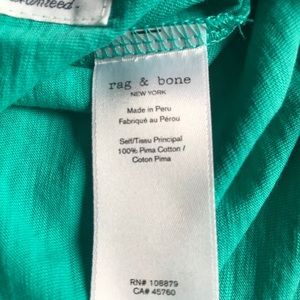 rag & bone
NEW YORK
Made in Peru
Fabriqué au Pérou
Self/Tissu Principal
100% Pima Cotton /
Coton Pima
RN# 108879
CA# 45760